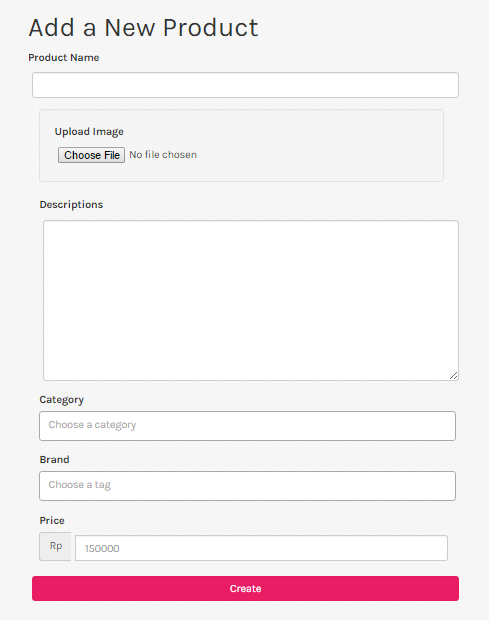 Add a New Product
Product Name
Upload Image
Choose File No file chosen
Descriptions
Category
Choose a category
Brand
Choose a tag
Price
Rp 150000
Create